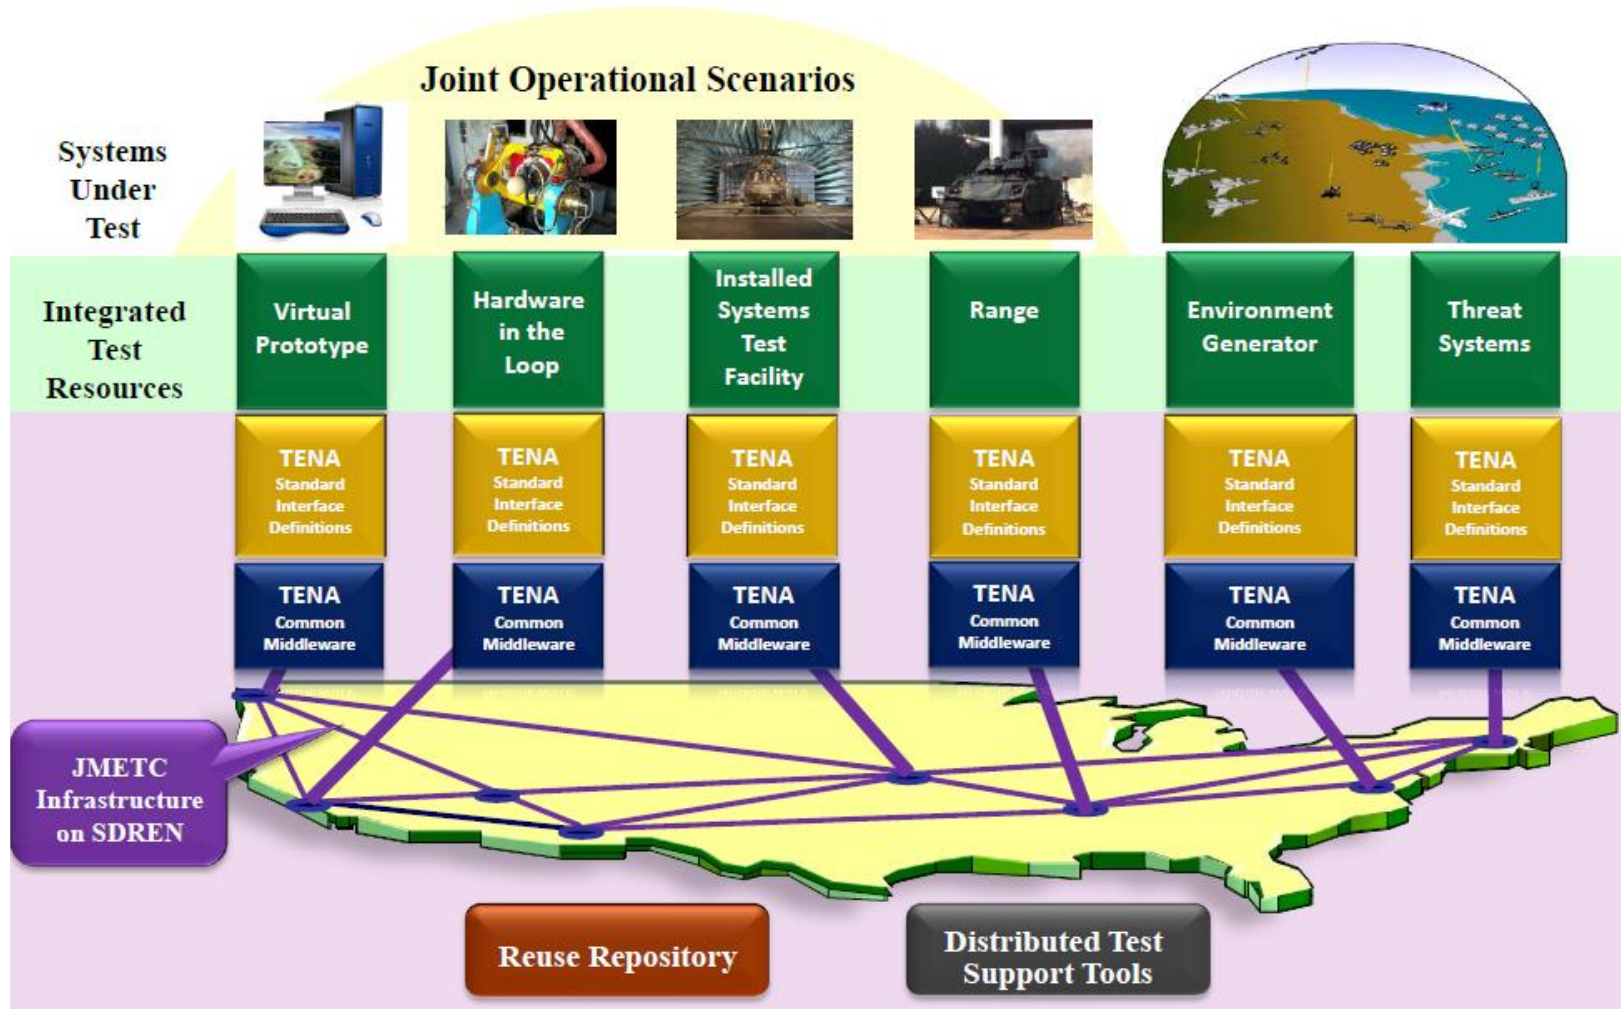 Joint Operational Scenarios
Systems
Under
Test
Integrated
Test
Resources
Virtual
Prototype
Hardware
in the
Loop
Installed
Systems
Test
Facility
Range
Environment
Generator
Threat
Systems
TENA
Standard
Interface
Definitions
TENA
Standard
Interface
Definitions
TENA
Standard
Interface
Definitions
TENA
Standard
Interface
Definitions
TENA
Standard
Interface
Definitions
TENA
Standard
Interface
Definitions
TENA
Common
Middleware
TENA
Common
Middleware
TENA
Common
Middleware
TENA
Common
Middleware
TENA
Common
Middleware
TENA
Common
Middleware
JMETC
Infrastructure
on SDREN
Reuse Repository
Distributed Test
Support Tools